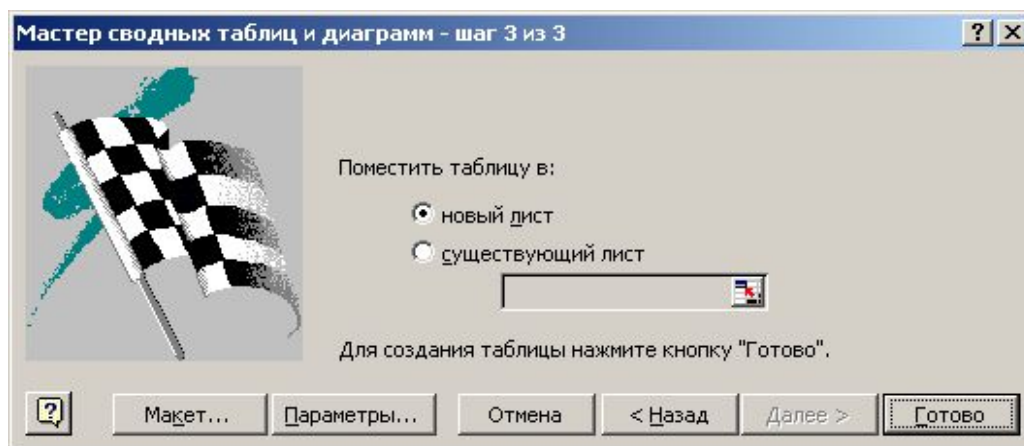 Мастер сводных таблиц и диаграмм - шаг 3 из 3
Поместить таблицу в:
новый лист
существующий лист
Для создания таблицы нажмите кнопку "Готово".
Макет... Параметры... Отмена < Назад Далее > Готово